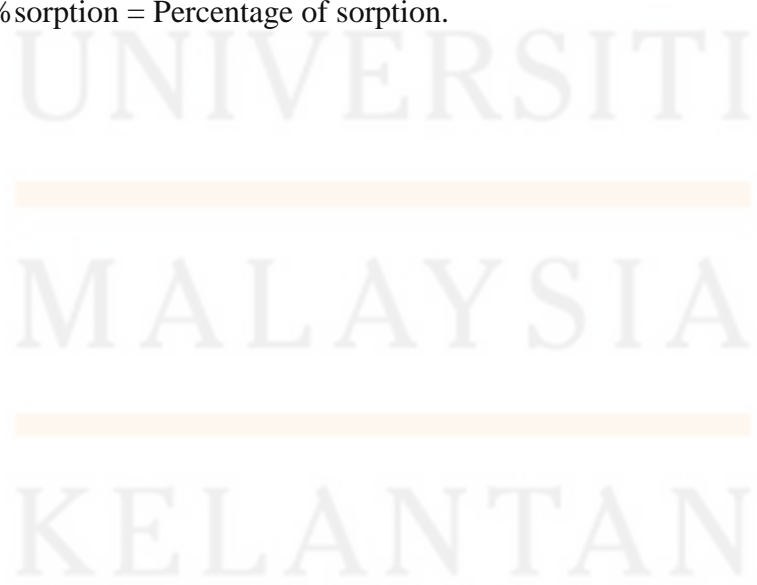 %sorption = Percentage of sorption.
UNIVERSITI
MALAYSIA
KELANTAN